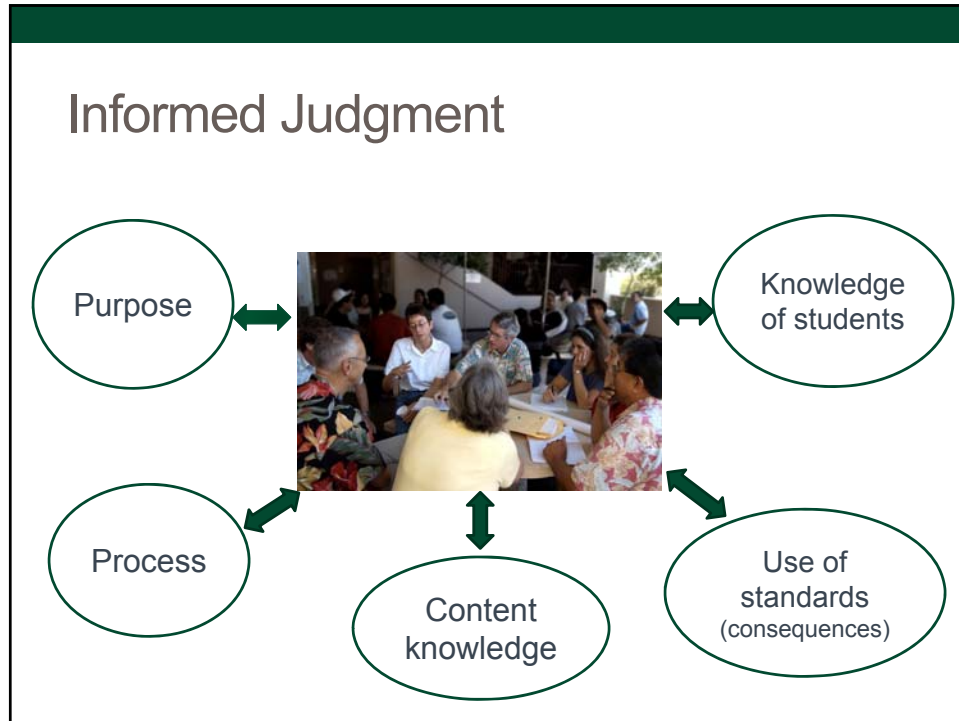 Informed Judgment
Purpose
Knowledge
of students
Process
Content
knowledge
Use of
standards
(consequences)